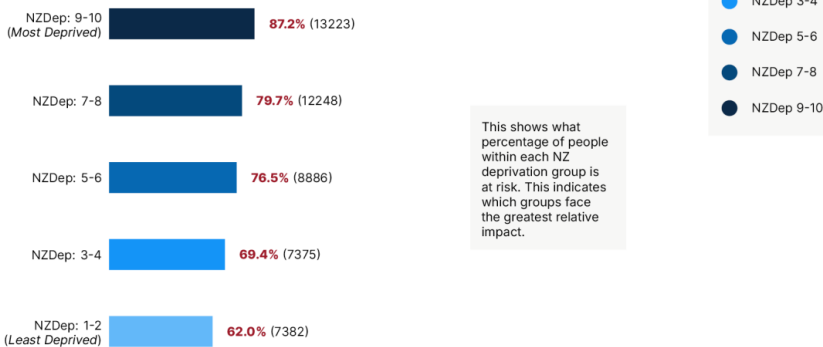 NZDep: 9-10
(Most Deprived)
87.2% (13223)
NZDep: 7-8
79.7% (12248)
NZDep: 5-6
76.5% (8886)
NZDep: 3-4
69.4% (7375)
NZDep: 1-2
(Least Deprived)
62.0% (7382)
This shows what
percentage of people
within each NZ
deprivation group is
at risk. This indicates
which groups face
the greatest relative
impact.
NZDep 3-4
NZDep 5-6
NZDep 7-8
NZDep 9-10